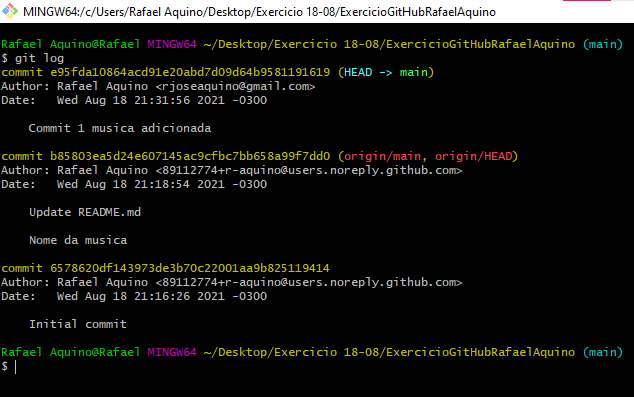 MINGW64:/c/Users/Rafael Aquino/Desktop/Exercicio 18-08/ExercicioGitHubRafaelAquino
Rafael Aquino@Rafael MINGW64 ~/Desktop/Exercicio 18-08/ExercicioGitHubRafaelAquino (main)
$ git log
commit e95fda10864acd91e20abd7d09d64b9581191619 (HEAD -> main)
Author: Rafael Aquino <rjoseaquino@gmail.com>
Date:   Wed Aug 18 21:31:56 2021 -0300
Commit 1 musica adicionada
commit b85803ea5d24e607145ac9cfbc7bb658a99f7dd0 (origin/main, origin/HEAD)
Author: Rafael Aquino <89112774+r-aquino@users.noreply.github.com>
Date:   Wed Aug 18 21:18:54 2021 -0300
Update README.md
Nome da musica
commit 6578620df143973de3b70c22001aa9b825119414
Author: Rafael Aquino <89112774+r-aquino@users.noreply.github.com>
Date:   Wed Aug 18 21:16:26 2021 -0300
Initial commit
Rafael Aquino@Rafael MINGW64 ~/Desktop/Exercicio 18-08/ExercicioGitHubRafaelAquino (main)
$